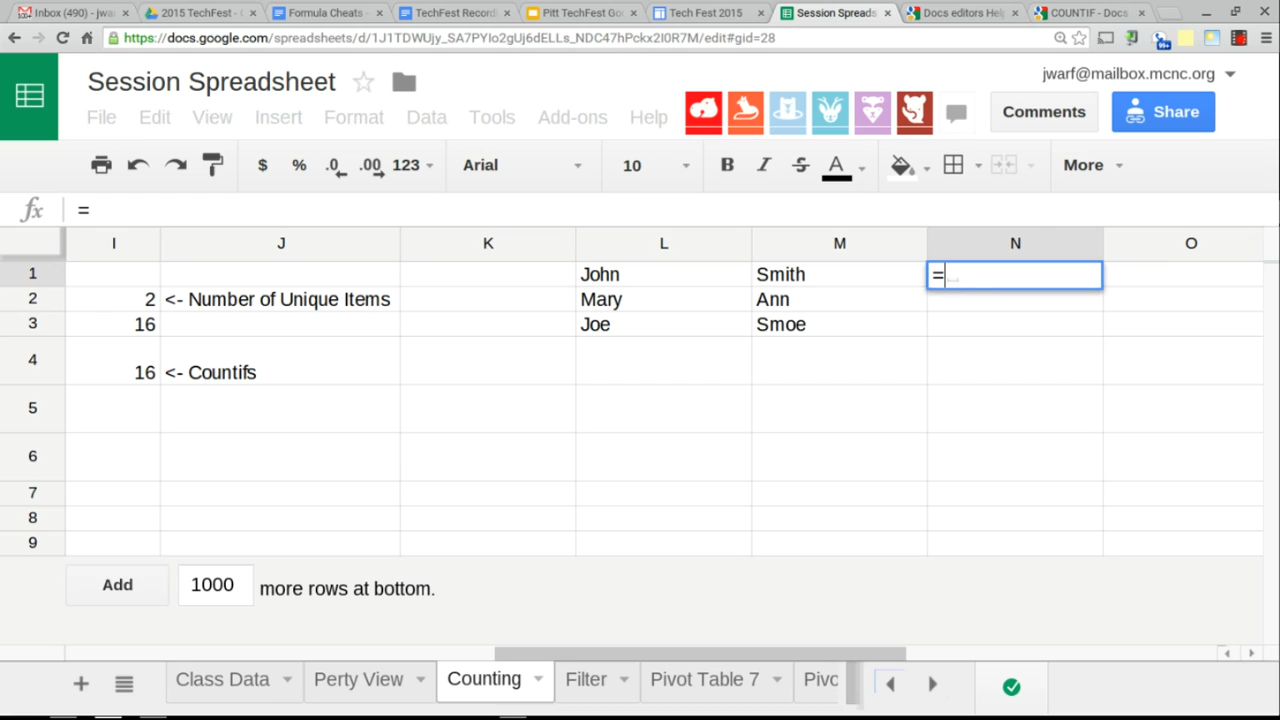 Inbox (490) - jwa
2015 TechFest -
Formula Cheats -
TechFest Record
Pitt TechFest Go
Tech Fest 2015
Session Spreads
Docs editors Hel
COUNTIF - Docs
https://docs.google.com/spreadsheets/d/1J1TDWUjy_SA7PYIo2gUj6dELLs_NDC47hPckx2I0R7M/edit#gid=28
99+
Session Spreadsheet
jwarf@mailbox.mcnc.org
File Edit View Insert Format Data Tools Add-ons Help
Comments
Share
$ % .0 .00 123 Arial 10 B I S A More
fx =
I J K L M N O
1 John Smith =
2 2 <- Number of Unique Items Mary Ann
3 16 Joe Smoe
4 16 <- Countifs
5
6
7
8
9
Add 1000 more rows at bottom.
+ Class Data Perty View Counting Filter Pivot Table 7 Pivo